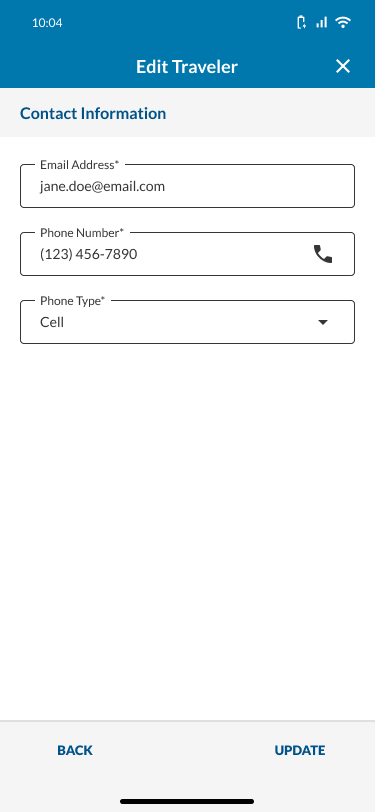 10:04
Edit Traveler
Contact Information
Email Address*
jane.doe@email.com
Phone Number*
(123) 456-7890
Phone Type*
Cell
BACK
UPDATE